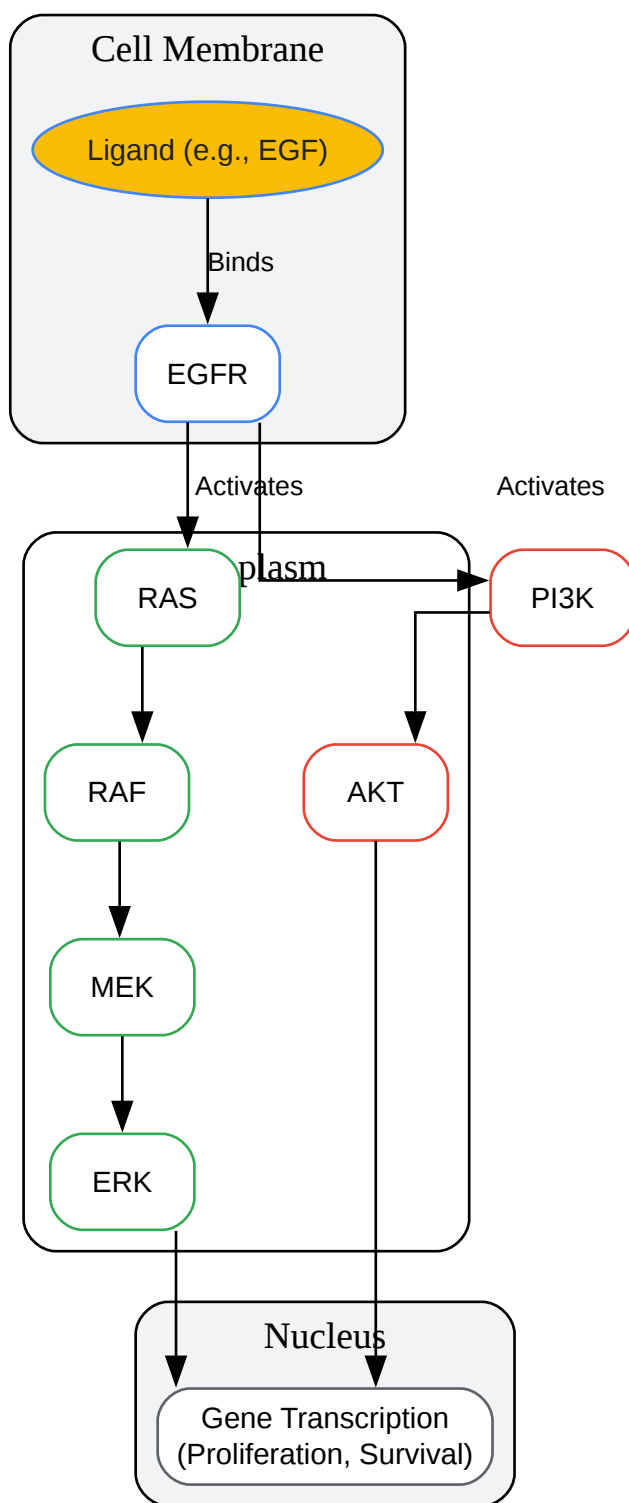 Cell Membrane
Ligand (e.g., EGF)
Binds
EGFR
Activates
Activates
plasm
RAS
PI3K
RAF
AKT
MEK
ERK
Nucleus
Gene Transcription
(Proliferation, Survival)